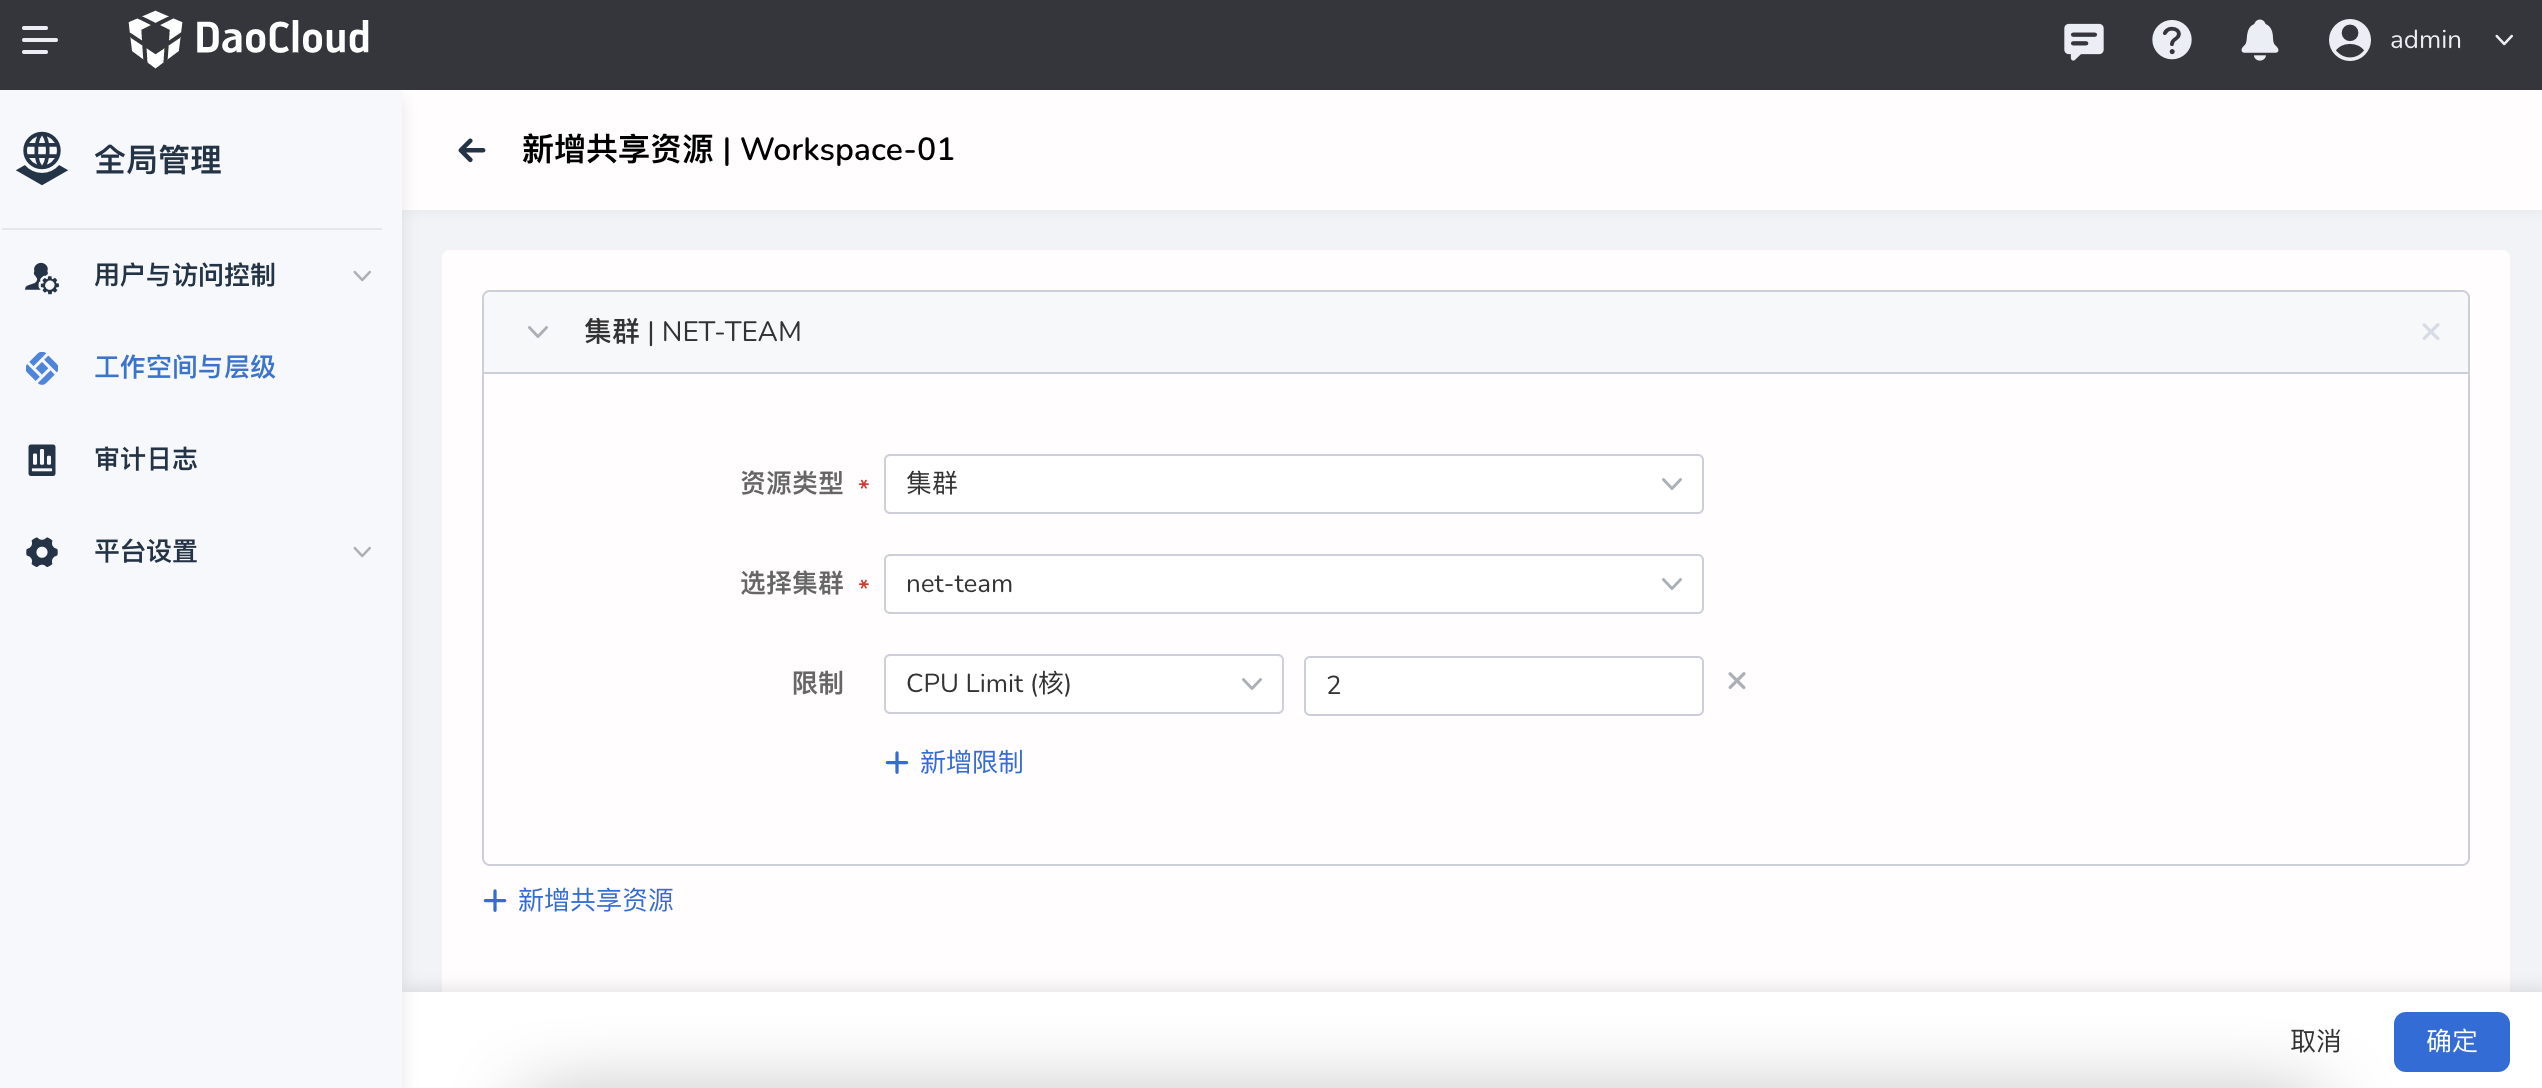 DaoCloud
admin
全局管理
用户与访问控制
工作空间与层级
审计日志
平台设置
新增共享资源 | Workspace-01
集群 | NET-TEAM
资源类型 * 集群
选择集群 * net-team
限制 CPU Limit (核) 2
+ 新增限制
+ 新增共享资源
取消 确定